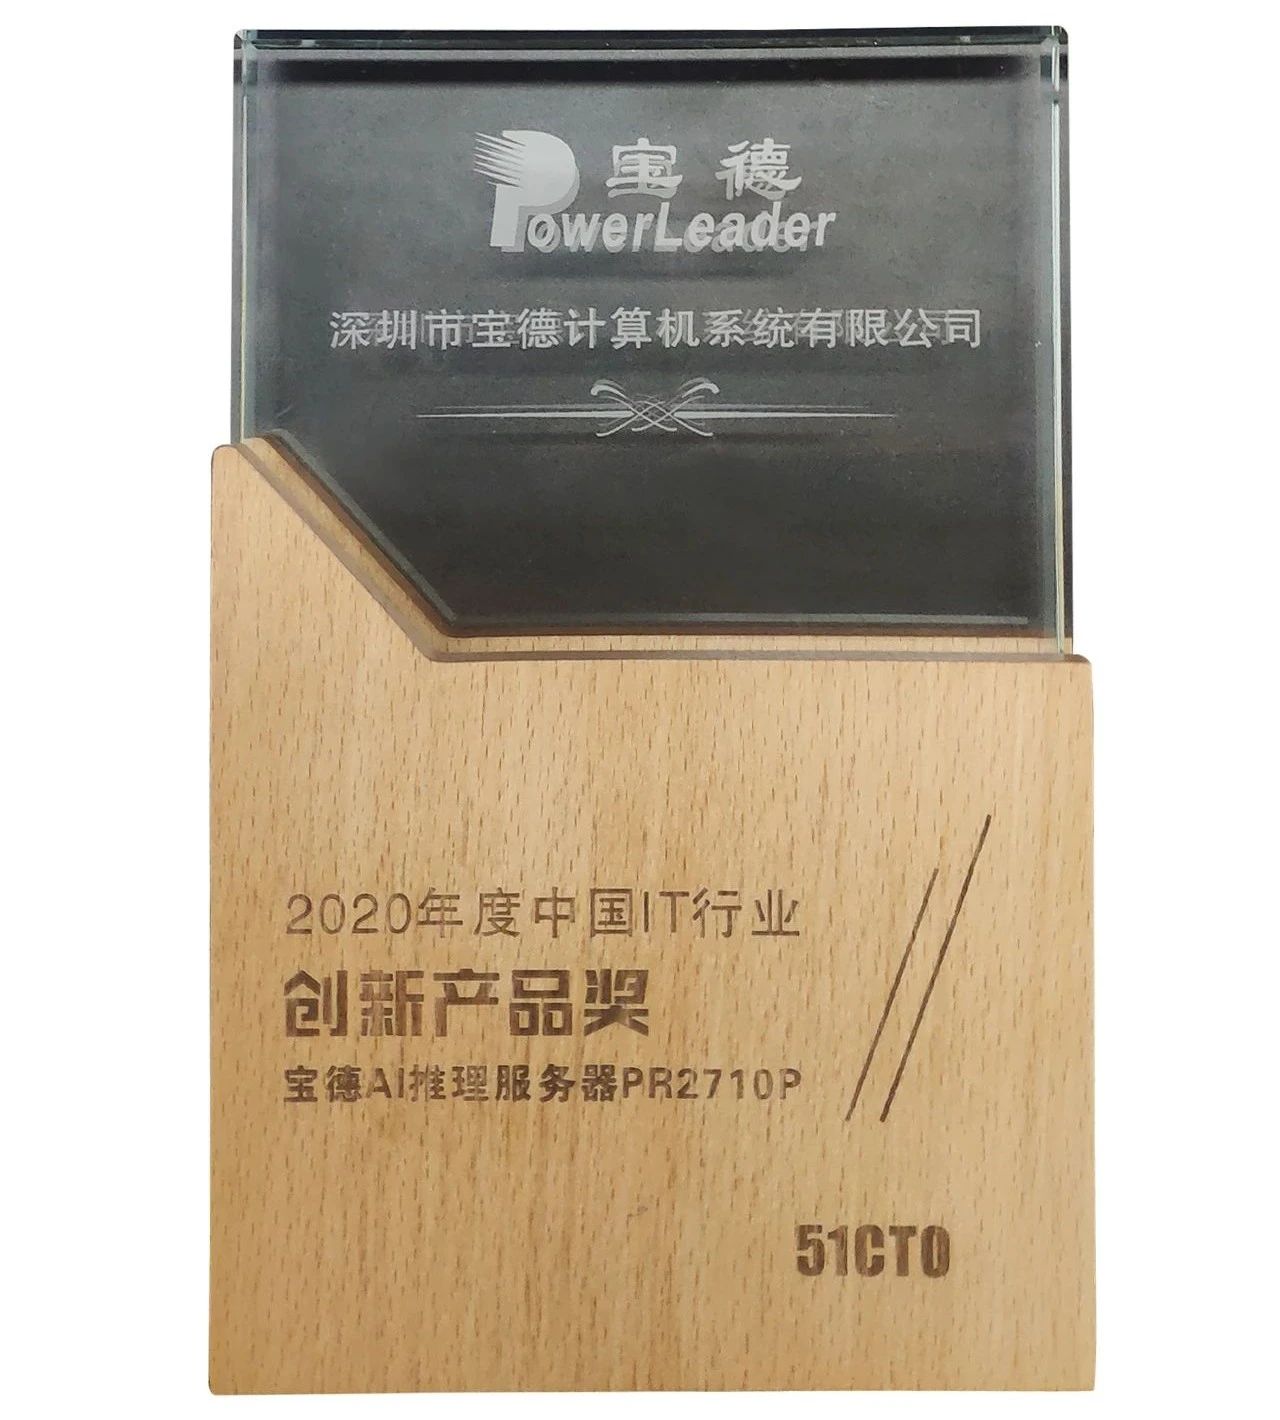 宝德
PowerLeader
深圳市宝德计算机系统有限公司
2020年度中国IT行业
创新产品奖
宝德AI推理服务器PR2710P
51CTO